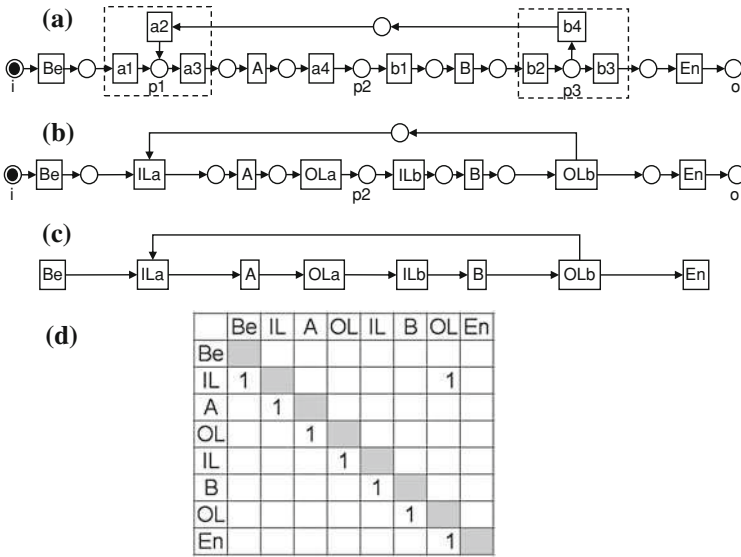 (a)
a2 b4
Be a1 a3 A a4 b1 B b2 b3 En
i p1 p2 p3 o
(b)
Be ILa A OLa ILb B OLb En
i p2 o
(c)
Be ILa A OLa ILb B OLb En
(d)
Be IL A OL IL B OL En
Be
IL 1 1
A 1
OL 1
IL 1
B 1
OL 1
En 1